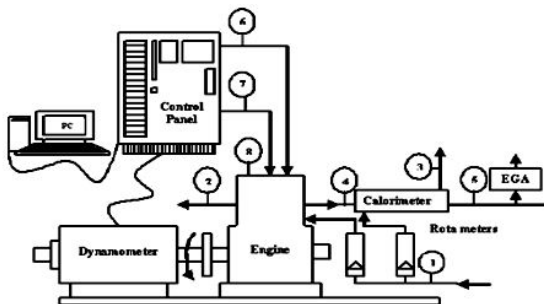 6
PC
Control
Panel
7
8
2
3
4
Calorimeter
5
EGA
Rota meters
Dynamometer
Engine
1